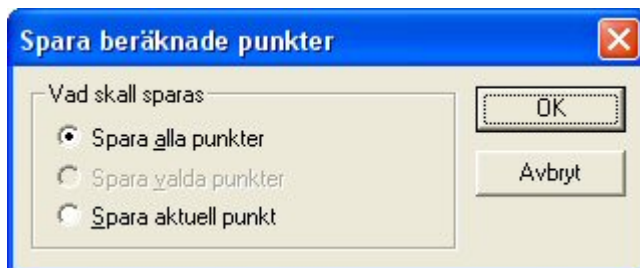 Spara beräknade punkter
Vad skall sparas
Spara alla punkter
Spara valda punkter
Spara aktuell punkt
OK
Avbryt